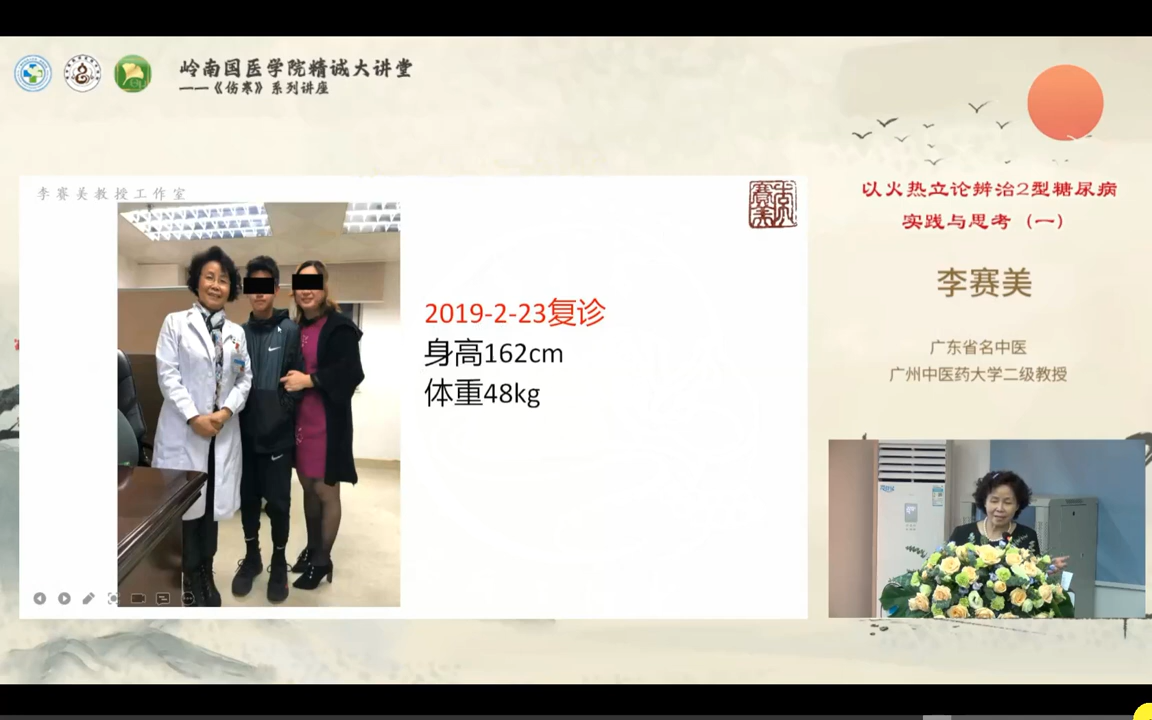 岭南国医学院精诚大讲堂
——《伤寒》系列讲座
李赛美教授工作室
2019-2-23复诊
身高162cm
体重48kg
以火热立论辨治2型糖尿病
实践与思考（一）
李赛美
广东省名中医
广州中医药大学二级教授